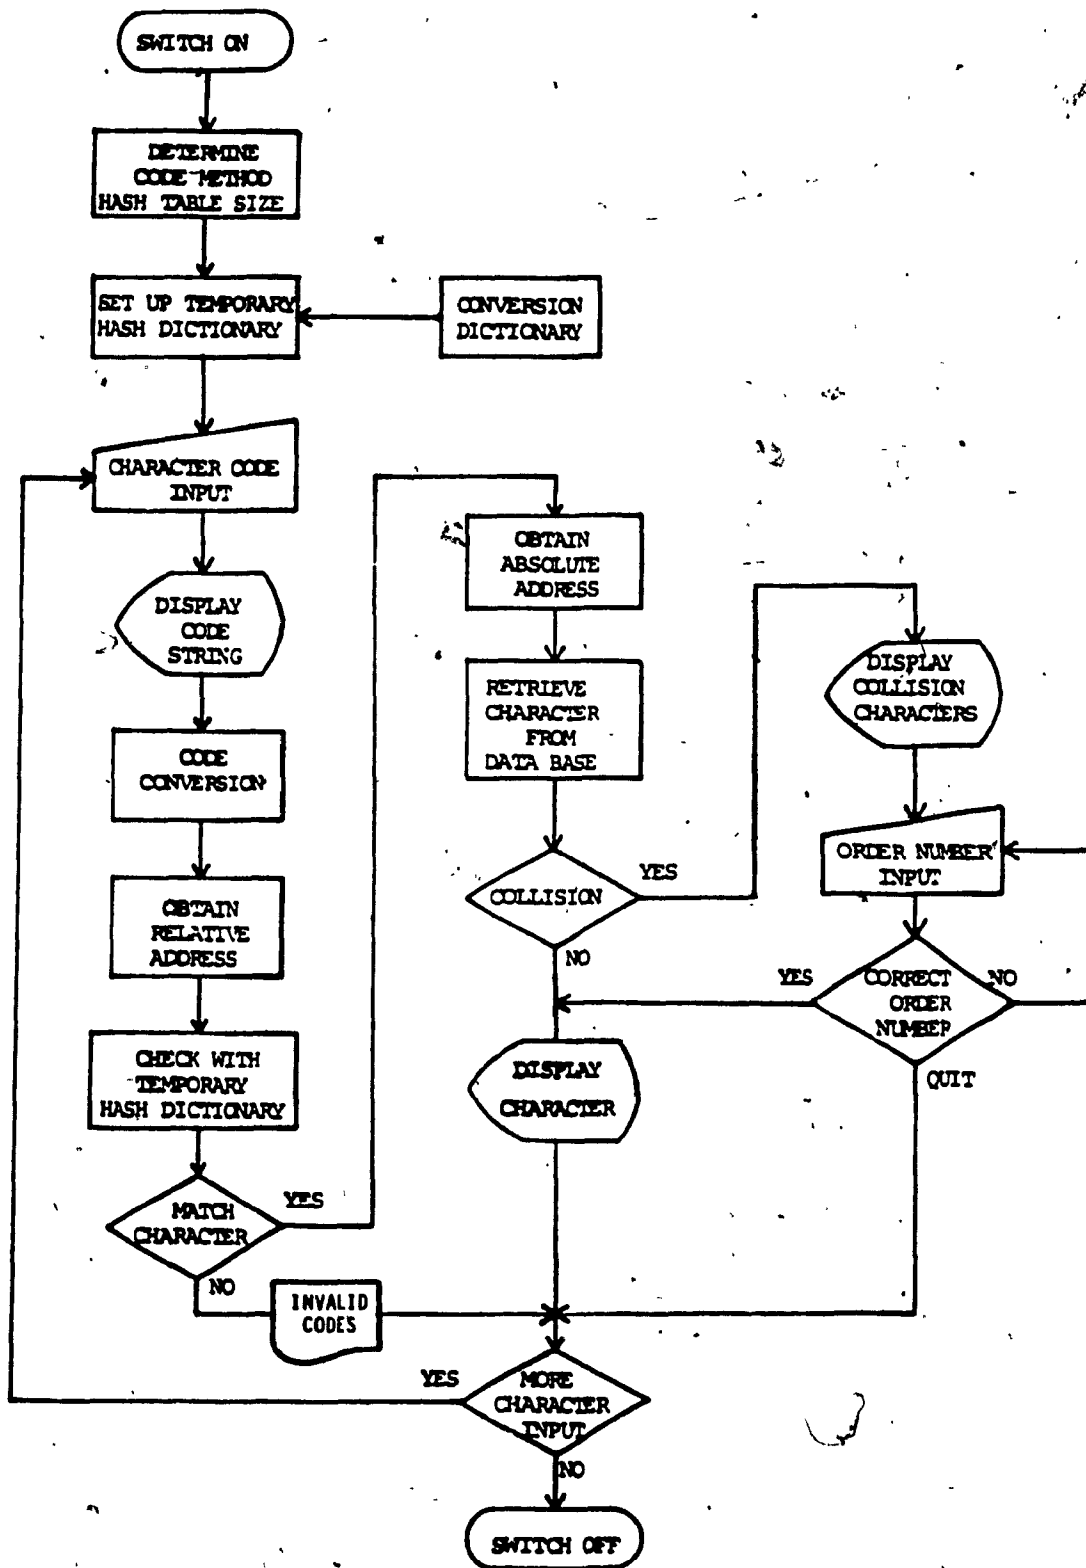 SWITCH ON
DETERMINE
CODE METHOD
HASH TABLE SIZE
SET UP TEMPORARY
HASH DICTIONARY
CONVERSION
DICTIONARY
CHARACTER CODE
INPUT
DISPLAY
CODE
STRING
CODE
CONVERSION
OBTAIN
RELATIVE
ADDRESS
CHECK WITH
TEMPORARY
HASH DICTIONARY
MATCH
CHARACTER
YES
NO
INVALID
CODES
OBTAIN
ABSOLUTE
ADDRESS
RETRIEVE
CHARACTER
FROM
DATA BASE
COLLISION
YES
NO
DISPLAY
COLLISION
CHARACTERS
ORDER NUMBER
INPUT
CORRECT
ORDER
NUMBER
YES
NO
QUIT
DISPLAY
CHARACTER
MORE
CHARACTER
INPUT
YES
NO
SWITCH OFF